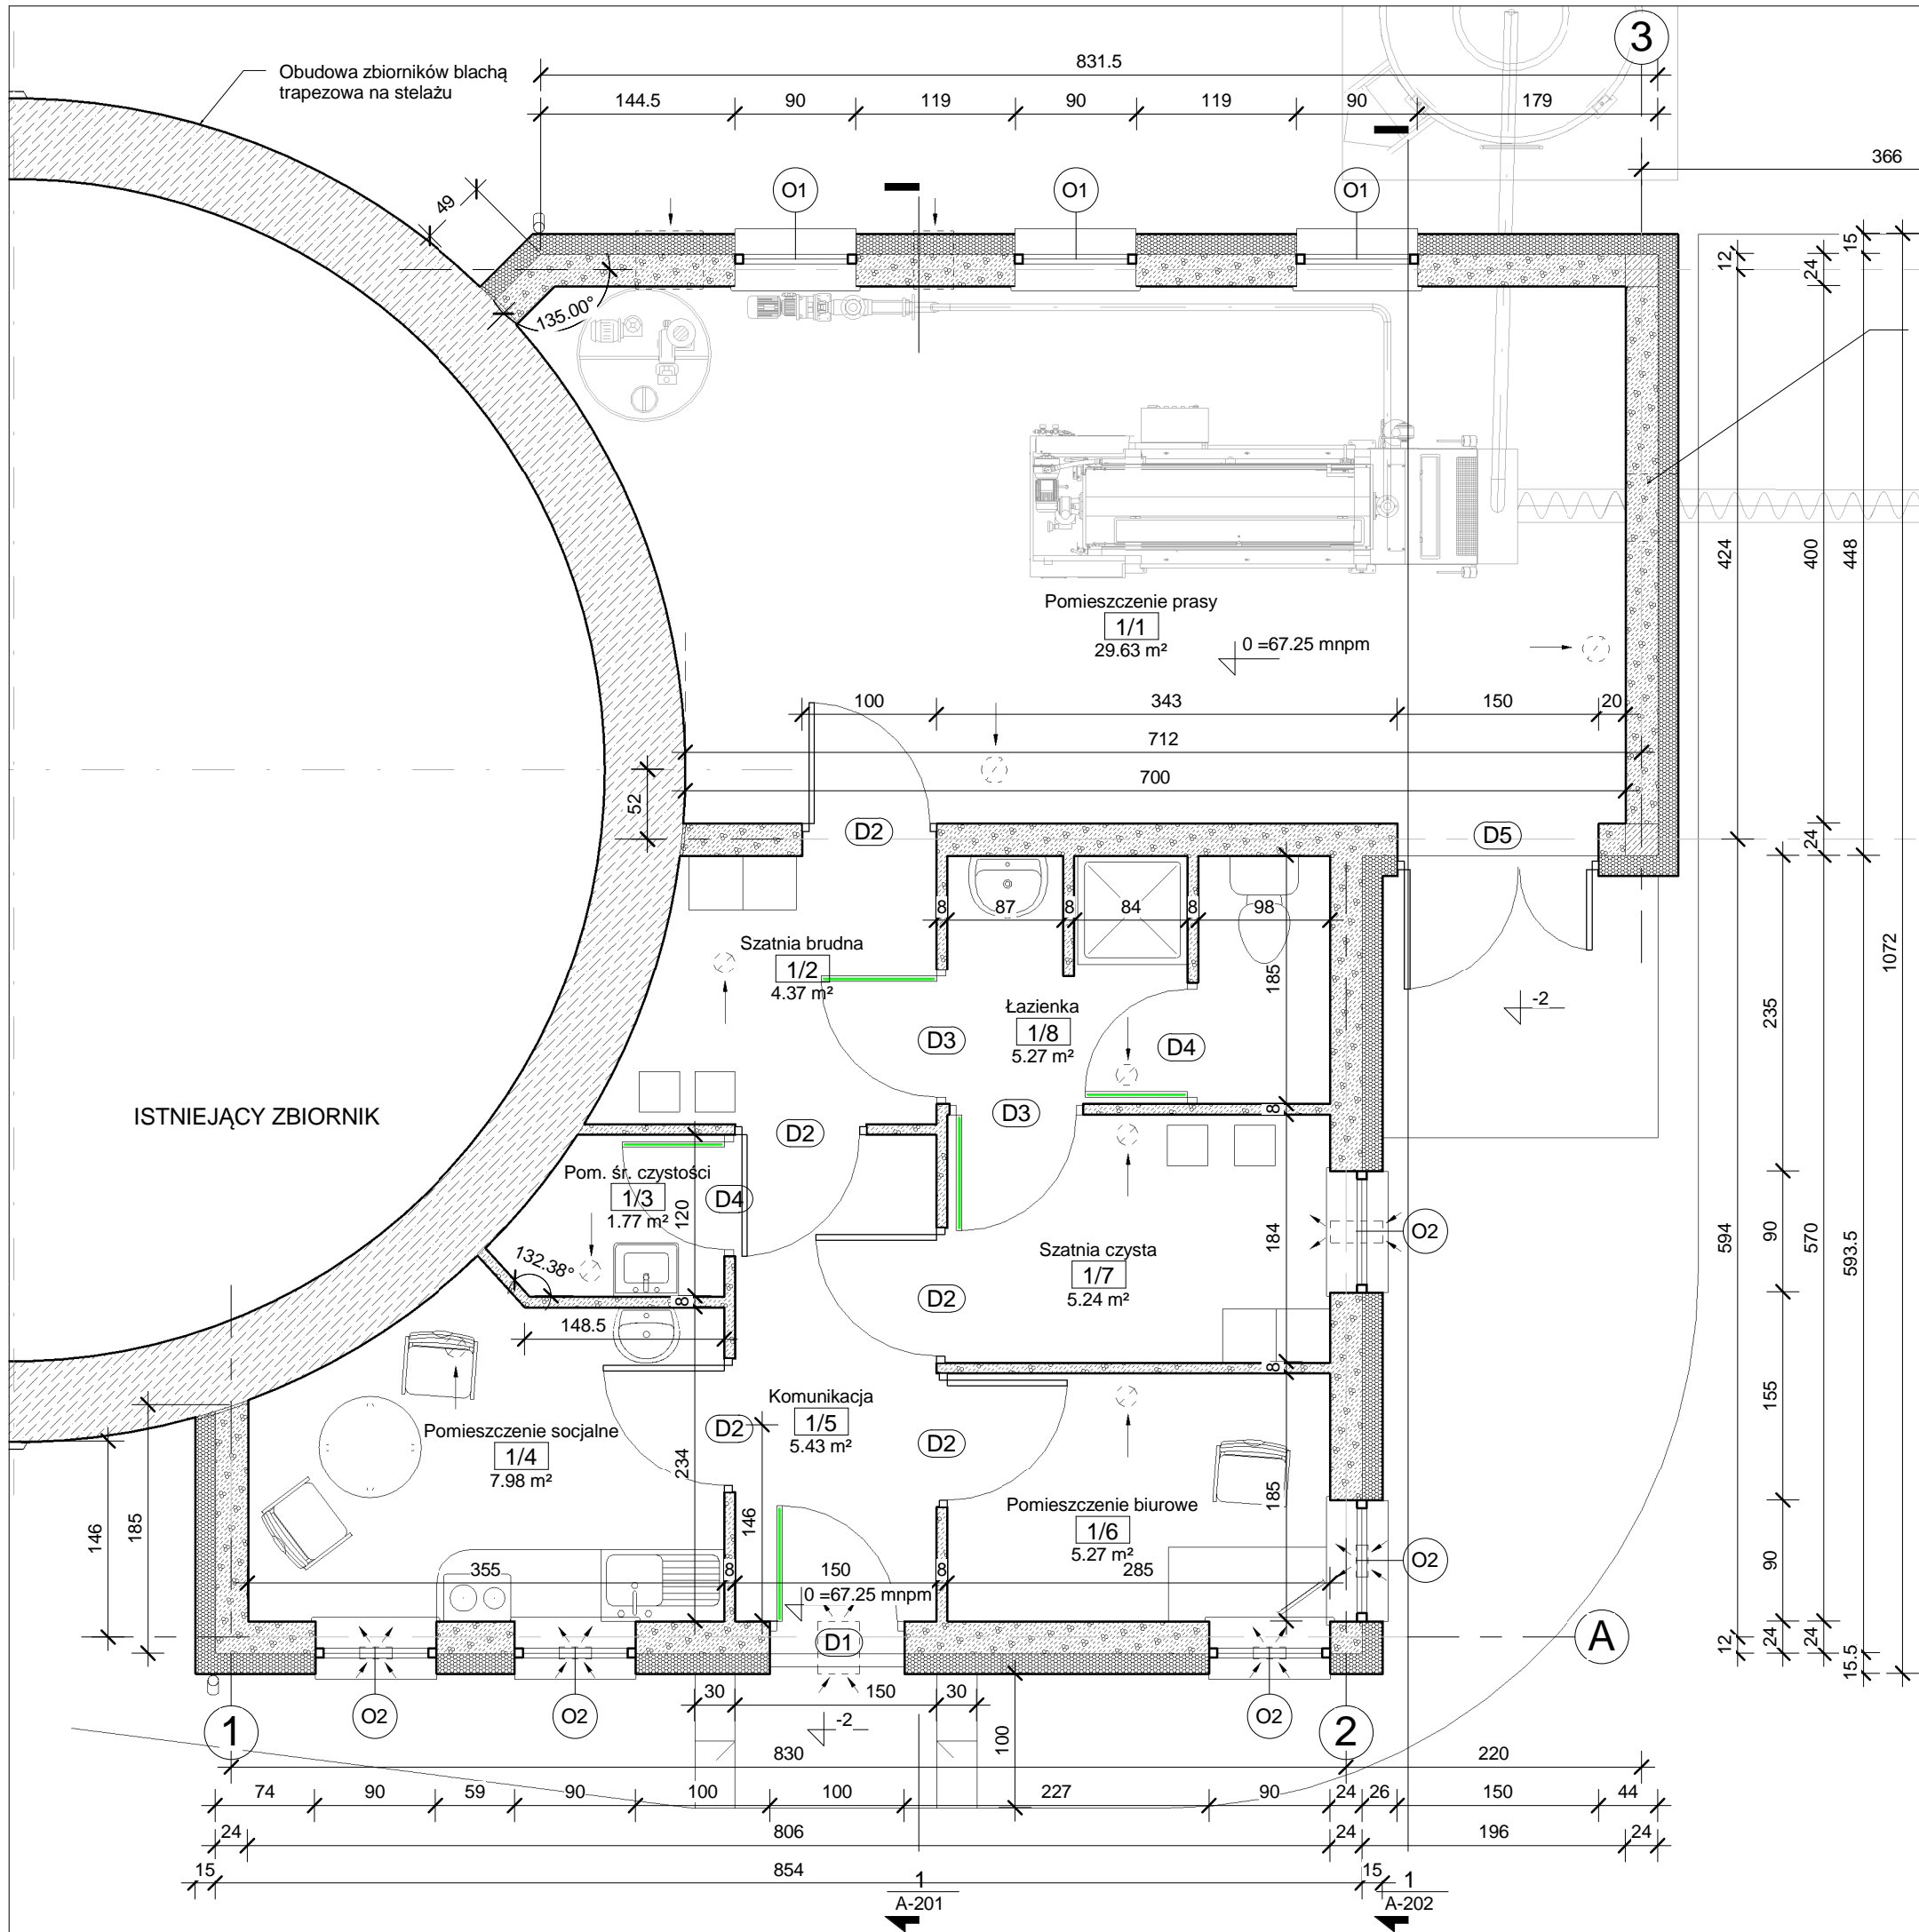 3
831.5
Obudowa zbiorników blachą
trapezowa na stelażu
144.5 90 119 90 119 90 179
366
O1 O1 O1
49
135.00°
15
12 24
424 400 448
1072
Pomieszczenie prasy
1/1
29.63 m²
0 =67.25 mnpm
100 343 150 20
712
700
52
D2 D5
24
8 87 8 84 8 98
Szatnia brudna
1/2
4.37 m²
185
-2
235
Łazienka
1/8
5.27 m²
D3 D4
ISTNIEJĄCY ZBIORNIK
D2 D3
8
Pom. śr. czystości
1/3
1.77 m²
D4
120
132.38°
8
148.5
Szatnia czysta
1/7
5.24 m²
184
D2
O2
594 90 570 593.5
8
155
Komunikacja
1/5
5.43 m²
Pomieszczenie socjalne
1/4
7.98 m²
D2 D2
234
146
Pomieszczenie biurowe
1/6
5.27 m²
185
O2
90
146 185
355 8 150 8 285
0 =67.25 mnpm
D1
A
12 24 24 15.5
30 150 30
O2 O2 O2
-2
100
1 2
830 220
74 90 59 90 100 100 227 90 24 26 150 44
24 806 24 196 24
15 854 15
1
A-201
1
A-202